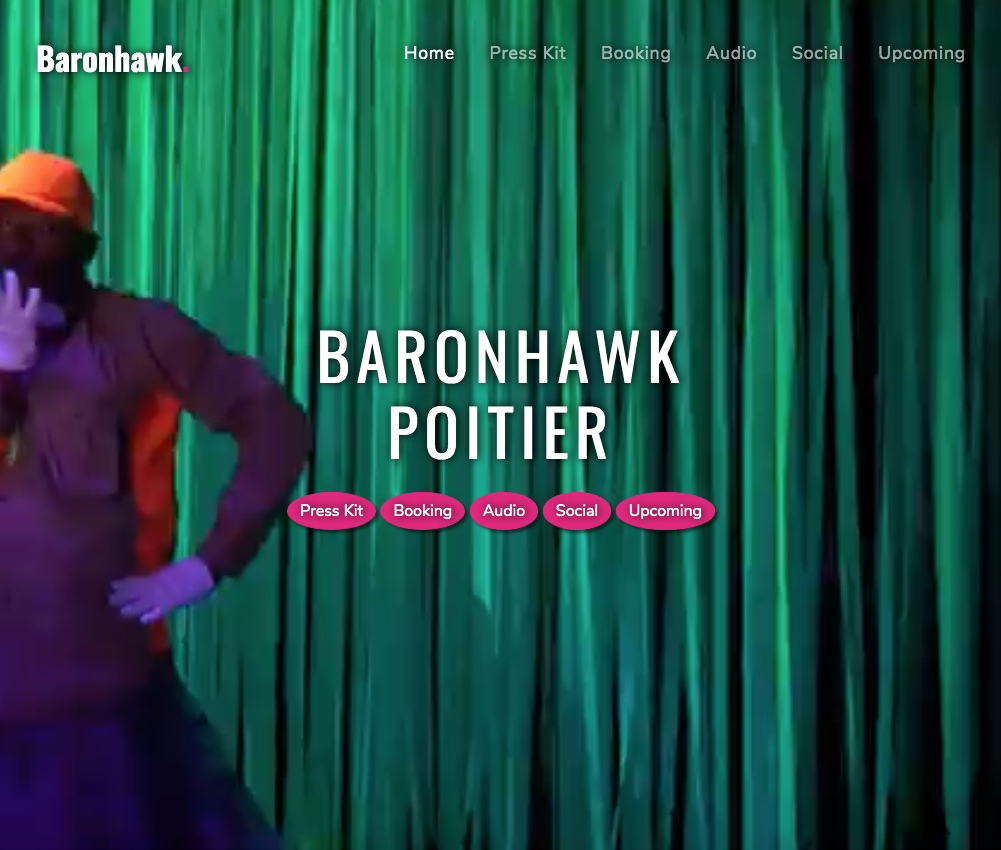 Baronhawk.
Home Press Kit Booking Audio Social Upcoming
BARONHAWK
POITIER
Press Kit Booking Audio Social Upcoming